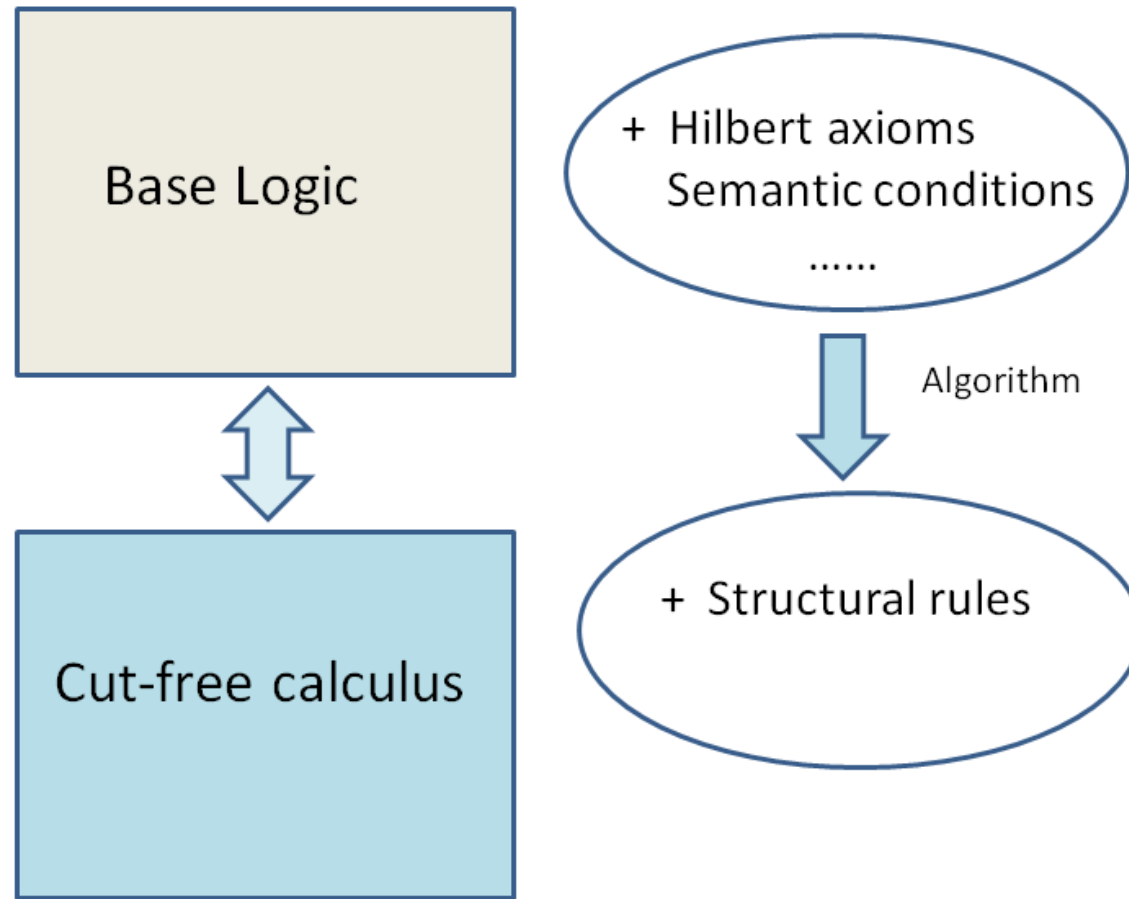 Base Logic
+ Hilbert axioms
Semantic conditions
......
Algorithm
Cut-free calculus
+ Structural rules